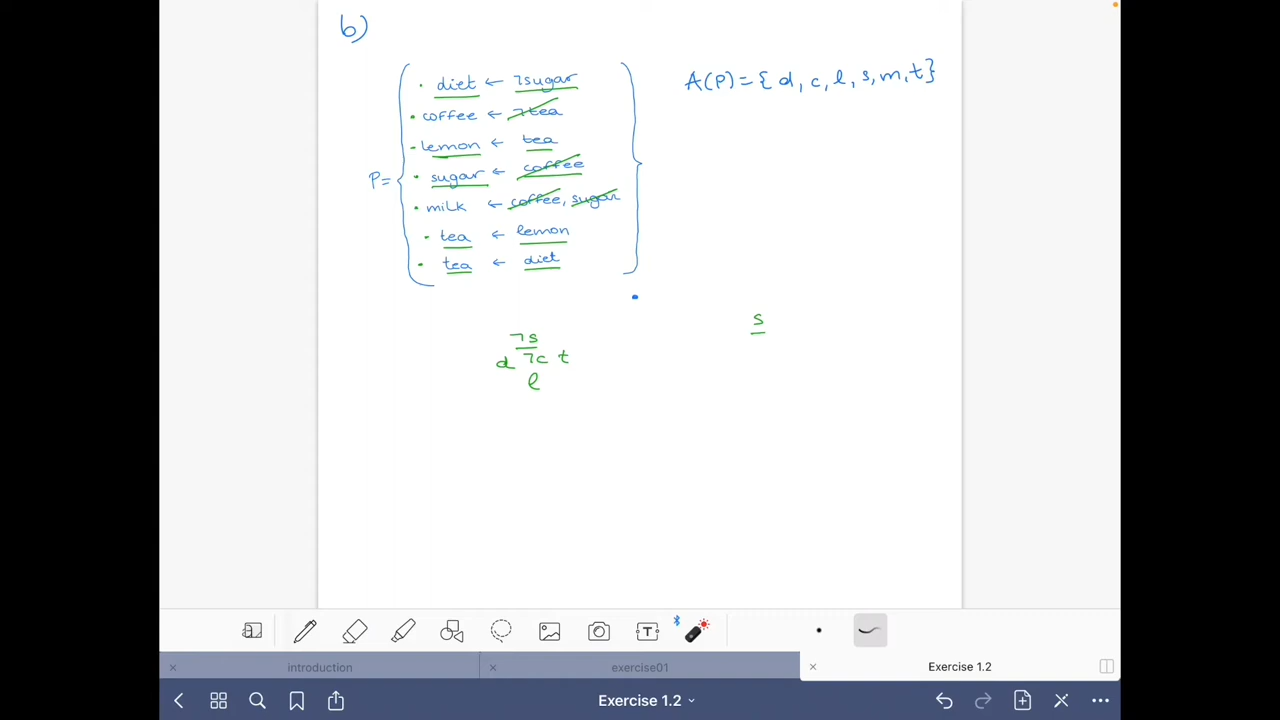 b)
A(P) = { d, c, l, s, m, t }
P = {
• diet ← ¬sugar
• coffee ← ¬tea
• lemon ← tea
• sugar ← coffee
• milk ← coffee, sugar
• tea ← lemon
• tea ← diet
}
¬s
d ¬c t
l
s
T
introduction
exercise01
Exercise 1.2
Exercise 1.2